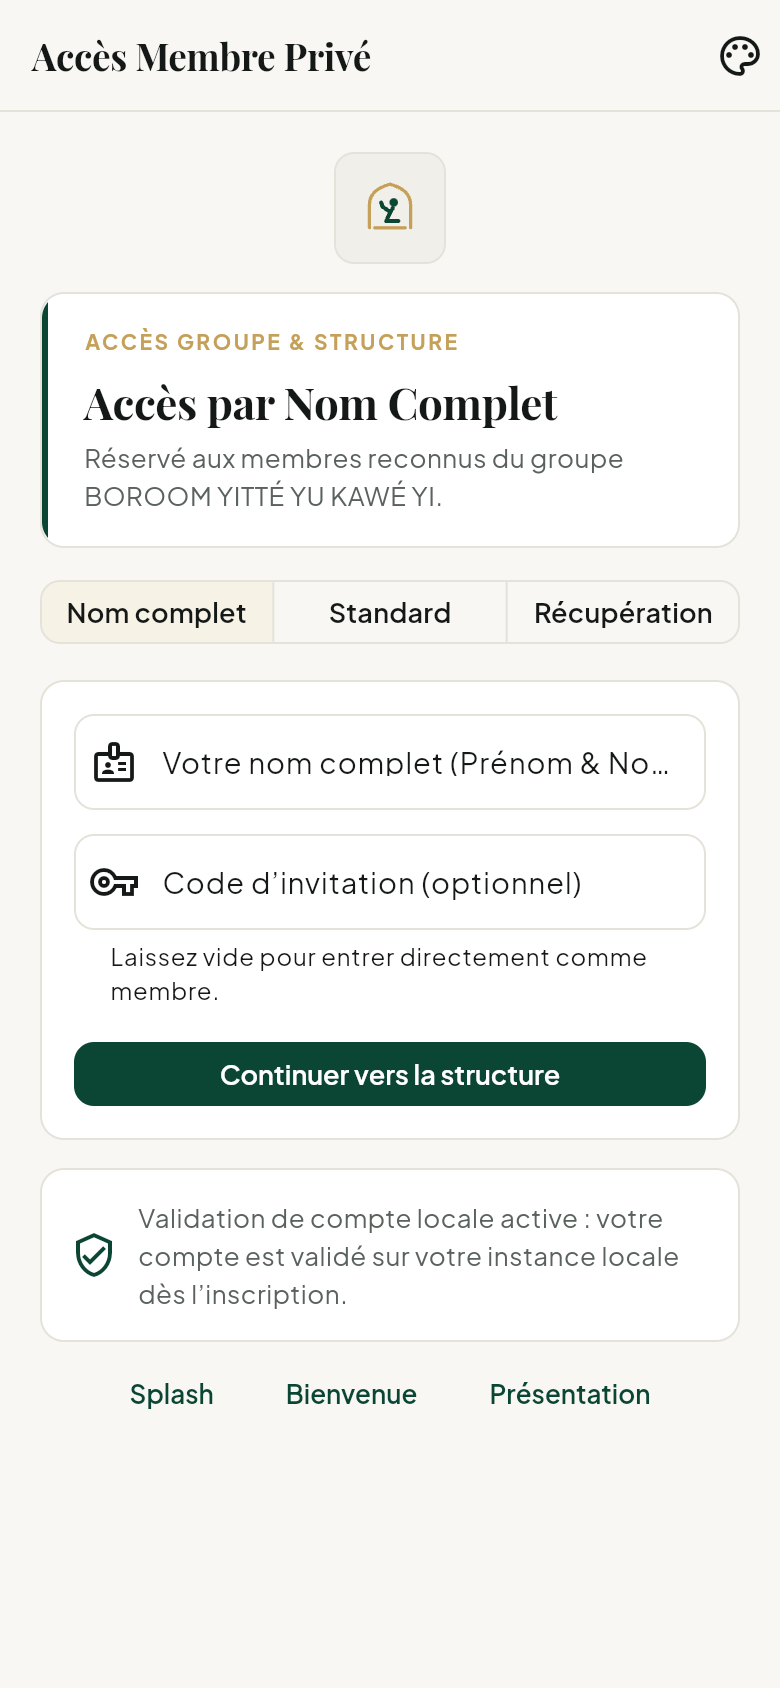 Accès Membre Privé
ACCÈS GROUPE & STRUCTURE
Accès par Nom Complet
Réservé aux membres reconnus du groupe
BOROOM YITTÉ YU KAWÉ YI.
Nom complet
Standard
Récupération
Votre nom complet (Prénom & No…
Code d’invitation (optionnel)
Laissez vide pour entrer directement comme
membre.
Continuer vers la structure
Validation de compte locale active : votre
compte est validé sur votre instance locale
dès l’inscription.
Splash
Bienvenue
Présentation